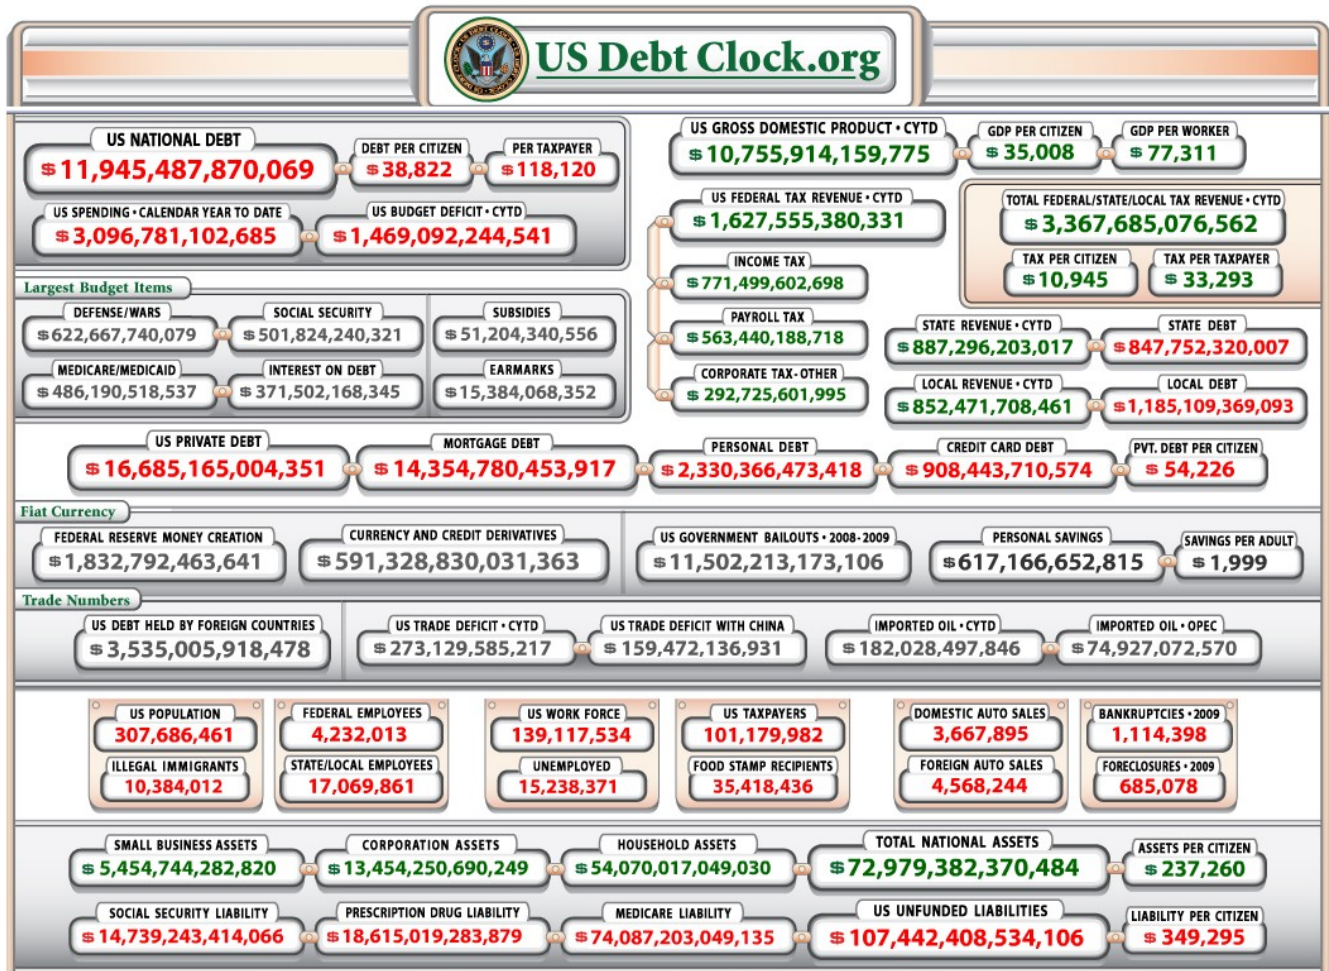 US Debt Clock.org
US NATIONAL DEBT
$ 11,945,487,870,069
DEBT PER CITIZEN
$ 38,822
PER TAXPAYER
$ 118,120
US SPENDING • CALENDAR YEAR TO DATE
$ 3,096,781,102,685
US BUDGET DEFICIT • CYTD
$ 1,469,092,244,541
US GROSS DOMESTIC PRODUCT • CYTD
$ 10,755,914,159,775
GDP PER CITIZEN
$ 35,008
GDP PER WORKER
$ 77,311
US FEDERAL TAX REVENUE • CYTD
$ 1,627,555,380,331
TOTAL FEDERAL/STATE/LOCAL TAX REVENUE • CYTD
$ 3,367,685,076,562
TAX PER CITIZEN
$ 10,945
TAX PER TAXPAYER
$ 33,293
INCOME TAX
$ 771,499,602,698
PAYROLL TAX
$ 563,440,188,718
CORPORATE TAX-OTHER
$ 292,725,601,995
STATE REVENUE • CYTD
$ 887,296,203,017
STATE DEBT
$ 847,752,320,007
LOCAL REVENUE • CYTD
$ 852,471,708,461
LOCAL DEBT
$ 1,185,109,369,093
Largest Budget Items
DEFENSE/WARS
$ 622,667,740,079
SOCIAL SECURITY
$ 501,824,240,321
SUBSIDIES
$ 51,204,340,556
MEDICARE/MEDICAID
$ 486,190,518,537
INTEREST ON DEBT
$ 371,502,168,345
EARMARKS
$ 15,384,068,352
US PRIVATE DEBT
$ 16,685,165,004,351
MORTGAGE DEBT
$ 14,354,780,453,917
PERSONAL DEBT
$ 2,330,366,473,418
CREDIT CARD DEBT
$ 908,443,710,574
PVT. DEBT PER CITIZEN
$ 54,226
Fiat Currency
FEDERAL RESERVE MONEY CREATION
$ 1,832,792,463,641
CURRENCY AND CREDIT DERIVATIVES
$ 591,328,830,031,363
US GOVERNMENT BAILOUTS • 2008-2009
$ 11,502,213,173,106
PERSONAL SAVINGS
$ 617,166,652,815
SAVINGS PER ADULT
$ 1,999
Trade Numbers
US DEBT HELD BY FOREIGN COUNTRIES
$ 3,535,005,918,478
US TRADE DEFICIT • CYTD
$ 273,129,585,217
US TRADE DEFICIT WITH CHINA
$ 159,472,136,931
IMPORTED OIL • CYTD
$ 182,028,497,846
IMPORTED OIL • OPEC
$ 74,927,072,570
US POPULATION
307,686,461
FEDERAL EMPLOYEES
4,232,013
US WORK FORCE
139,117,534
US TAXPAYERS
101,179,982
DOMESTIC AUTO SALES
3,667,895
BANKRUPTCIES • 2009
1,114,398
ILLEGAL IMMIGRANTS
10,384,012
STATE/LOCAL EMPLOYEES
17,069,861
UNEMPLOYED
15,238,371
FOOD STAMP RECIPIENTS
35,418,436
FOREIGN AUTO SALES
4,568,244
FORECLOSURES • 2009
685,078
SMALL BUSINESS ASSETS
$ 5,454,744,282,820
CORPORATION ASSETS
$ 13,454,250,690,249
HOUSEHOLD ASSETS
$ 54,070,017,049,030
TOTAL NATIONAL ASSETS
$ 72,979,382,370,484
ASSETS PER CITIZEN
$ 237,260
SOCIAL SECURITY LIABILITY
$ 14,739,243,414,066
PRESCRIPTION DRUG LIABILITY
$ 18,615,019,283,879
MEDICARE LIABILITY
$ 74,087,203,049,135
US UNFUNDED LIABILITIES
$ 107,442,408,534,106
LIABILITY PER CITIZEN
$ 349,295